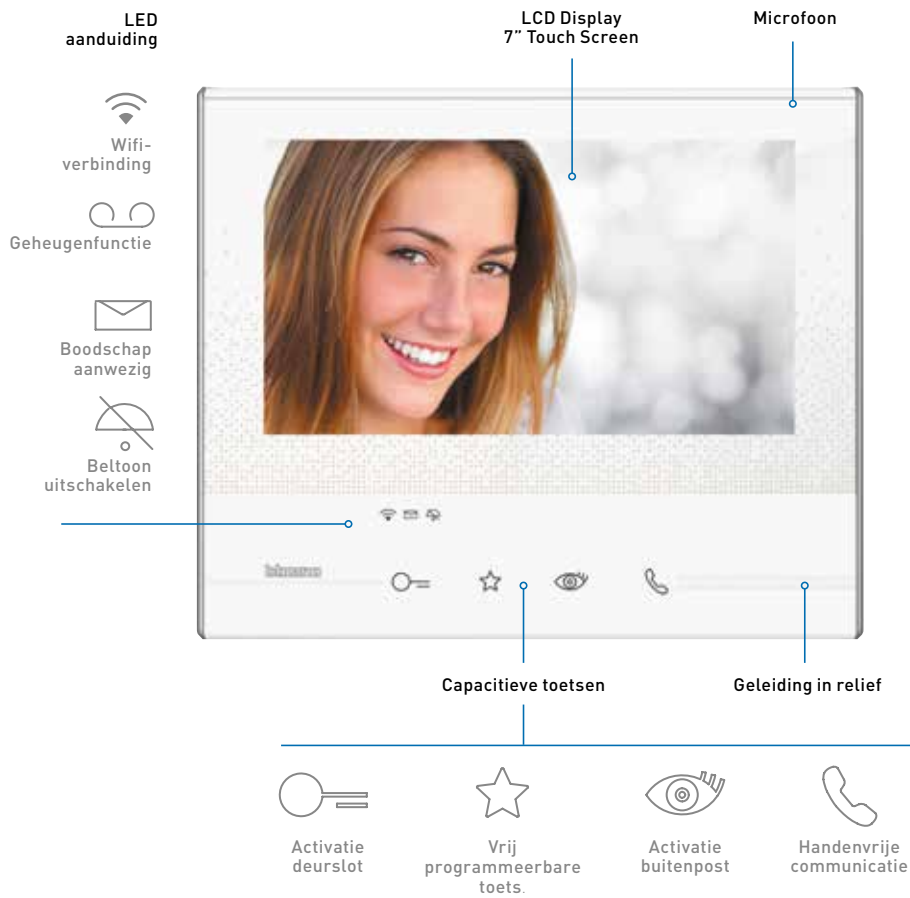 LED
aanduiding
LCD Display
7” Touch Screen
Microfoon
Wifi-
verbinding
Geheugenfunctie
Boodschap
aanwezig
Beltoon
uitschakelen
bticino
Capacitieve toetsen
Geleiding in relief
Activatie
deurslot
Vrij
programmeerbare
toets.
Activatie
buitenpost
Handenvrije
communicatie